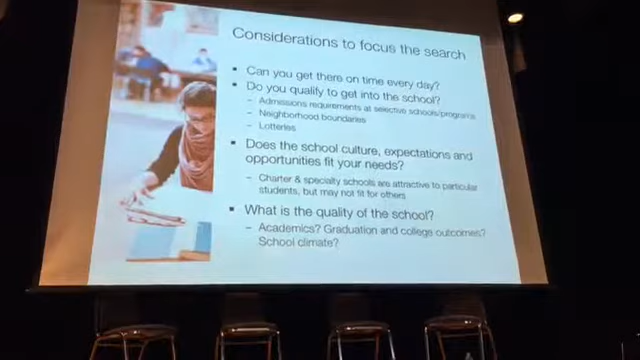 Considerations to focus the search
▪ Can you get there on time every day?
▪ Do you qualify to get into the school?
– Admissions requirements at selective schools/programs
– Neighborhood boundaries
– Lotteries
▪ Does the school culture, expectations and
opportunities fit your needs?
– Charter & specialty schools are attractive to particular
students, but may not fit for others
▪ What is the quality of the school?
– Academics? Graduation and college outcomes?
School climate?